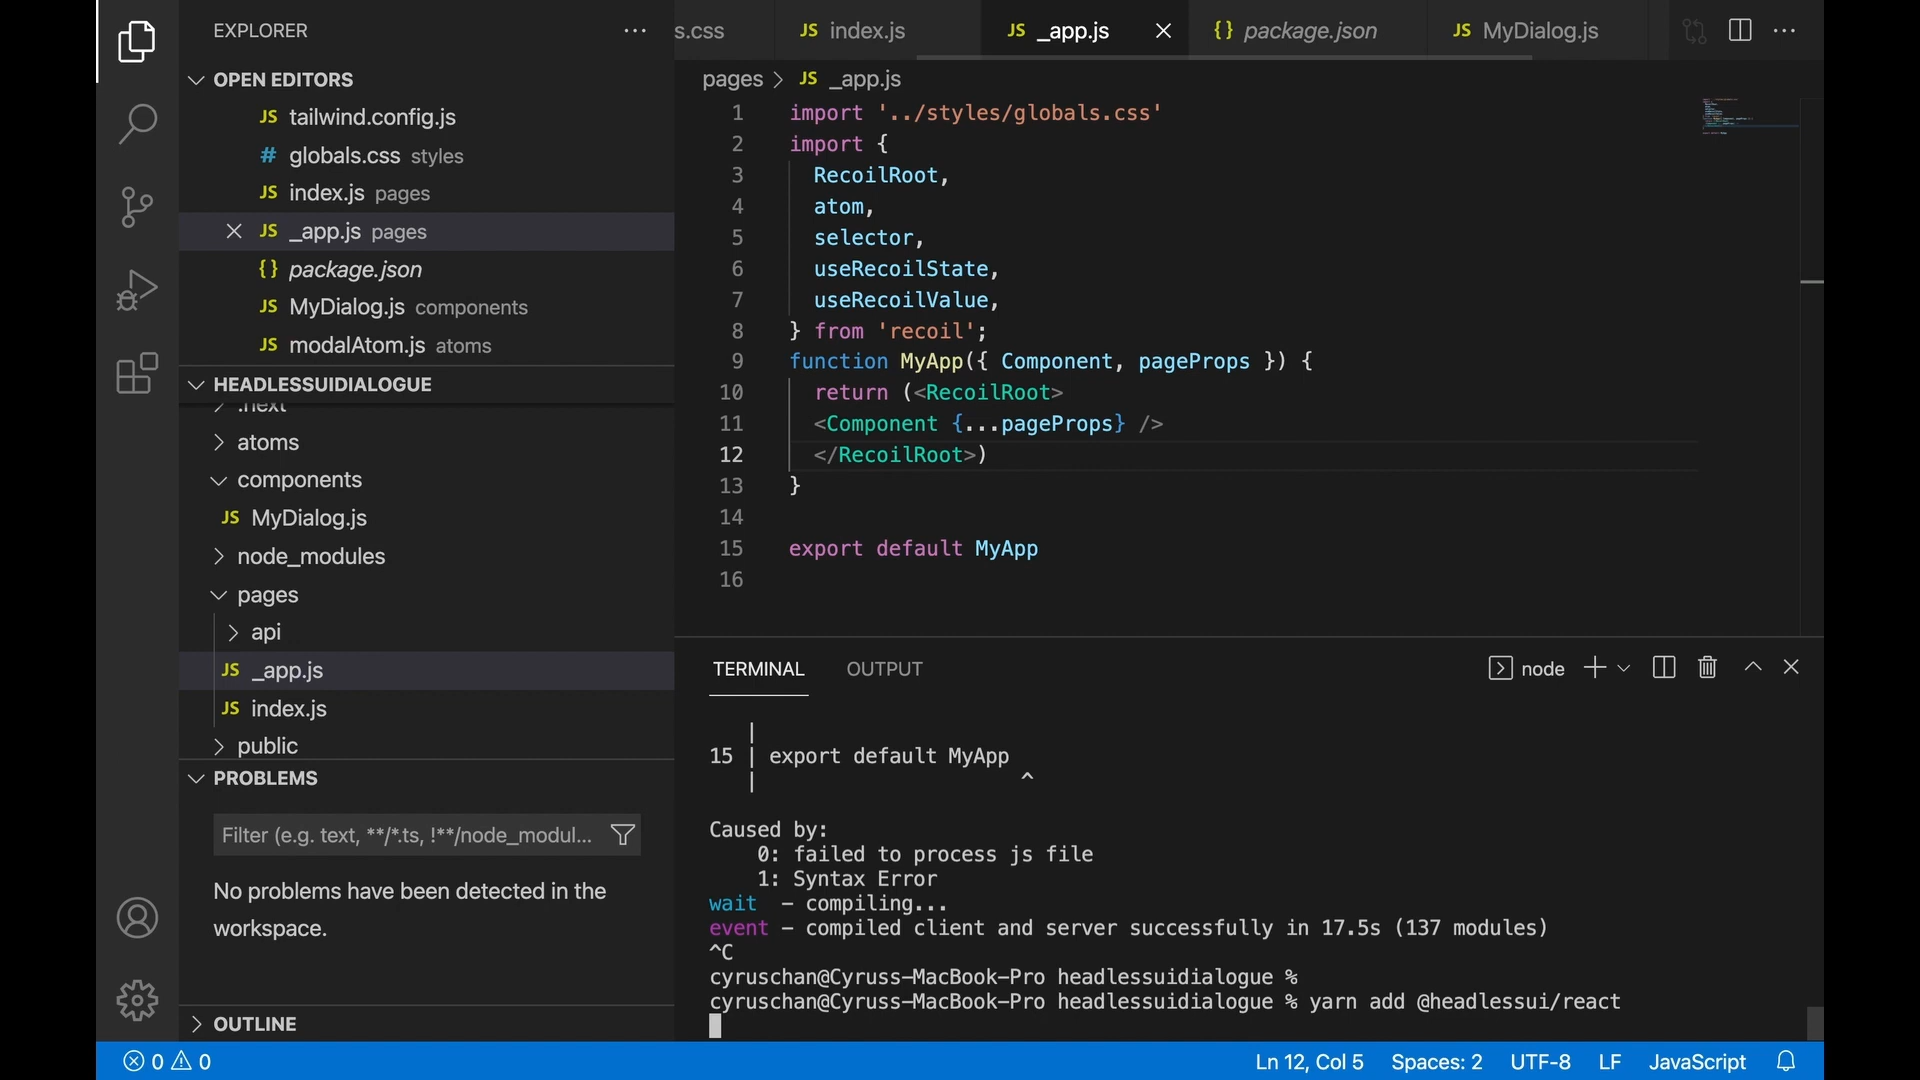 EXPLORER
OPEN EDITORS
JS tailwind.config.js
# globals.css styles
JS index.js pages
JS _app.js pages
{} package.json
JS MyDialog.js components
JS modalAtom.js atoms
HEADLESSUIDIALOGUE
.next
atoms
components
JS MyDialog.js
node_modules
pages
api
JS _app.js
JS index.js
public
PROBLEMS
Filter (e.g. text, **/*.ts, !**/node_modul...
No problems have been detected in the
workspace.
OUTLINE
s.css JS index.js JS _app.js {} package.json JS MyDialog.js
pages > JS _app.js
1 import '../styles/globals.css'
2 import {
3 RecoilRoot,
4 atom,
5 selector,
6 useRecoilState,
7 useRecoilValue,
8 } from 'recoil';
9 function MyApp({ Component, pageProps }) {
10 return (<RecoilRoot>
11 <Component {...pageProps} />
12 </RecoilRoot>)
13 }
14
15 export default MyApp
16
TERMINAL OUTPUT node
|
15 | export default MyApp
| ^
Caused by:
0: failed to process js file
1: Syntax Error
wait - compiling...
event - compiled client and server successfully in 17.5s (137 modules)
^C
cyruschan@Cyruss-MacBook-Pro headlessuidialogue %
cyruschan@Cyruss-MacBook-Pro headlessuidialogue % yarn add @headlessui/react
0 0 Ln 12, Col 5 Spaces: 2 UTF-8 LF JavaScript